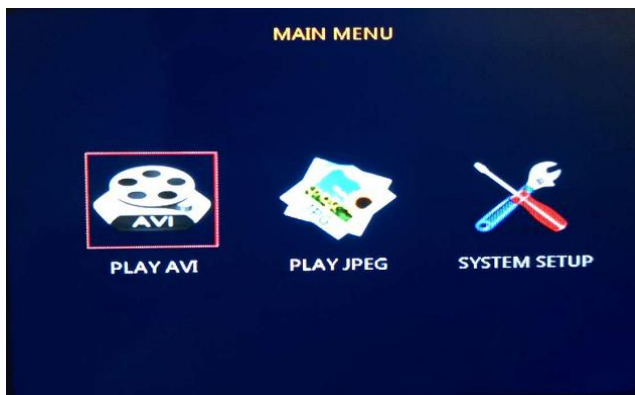 MAIN MENU
AVI
PLAY AVI
PLAY JPEG
SYSTEM SETUP